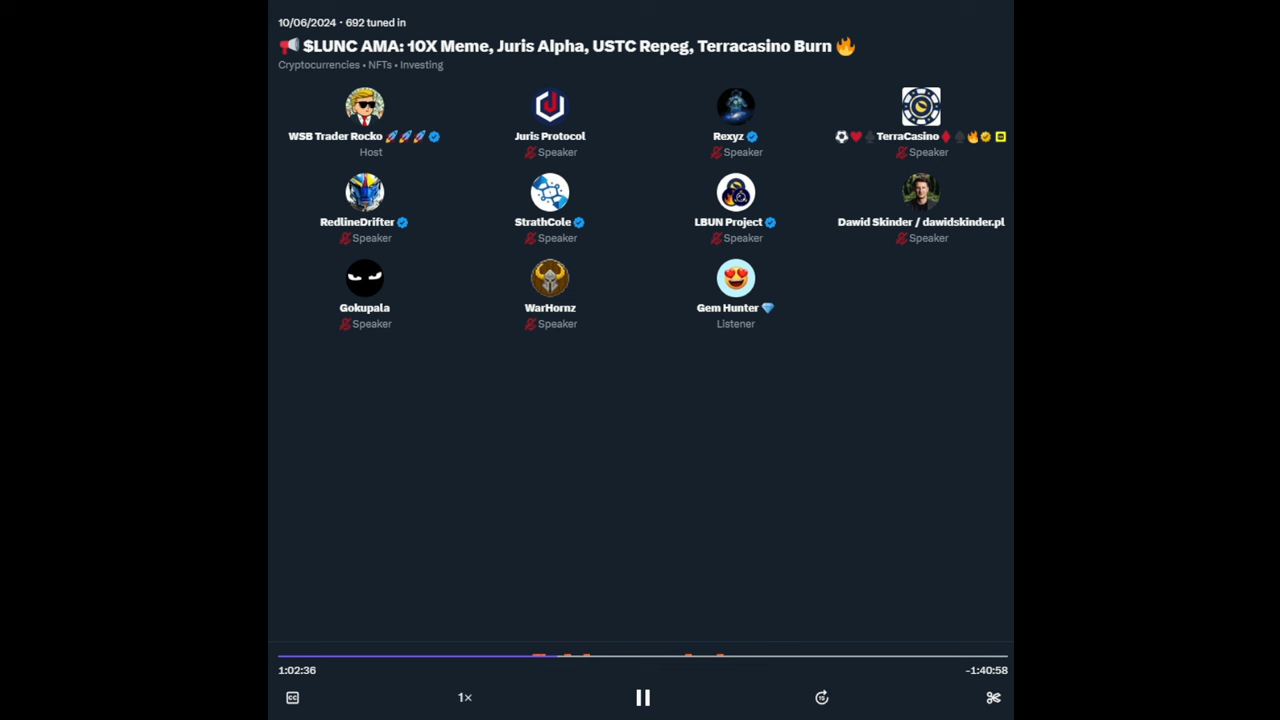 10/06/2024 · 692 tuned in
📢 $LUNC AMA: 10X Meme, Juris Alpha, USTC Repeg, Terracasino Burn 🔥
Cryptocurrencies • NFTs • Investing
WSB Trader Rocko 🚀🚀🚀
Host
Juris Protocol
Speaker
Rexyz
Speaker
⚽♥️♣️TerraCasino♦️♠️🔥
Speaker
RedlineDrifter
Speaker
StrathCole
Speaker
LBUN Project
Speaker
Dawid Skinder / dawidskinder.pl
Speaker
Gokupala
Speaker
WarHornz
Speaker
Gem Hunter 💎
Listener
1:02:36
-1:40:58
CC
1×
15